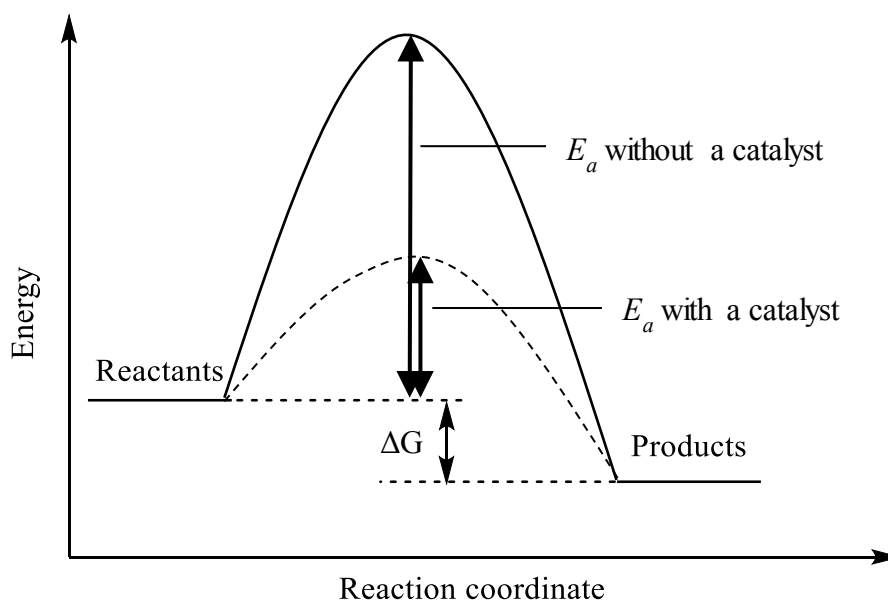 E_a without a catalyst
E_a with a catalyst
Energy
Reactants
ΔG
Products
Reaction coordinate